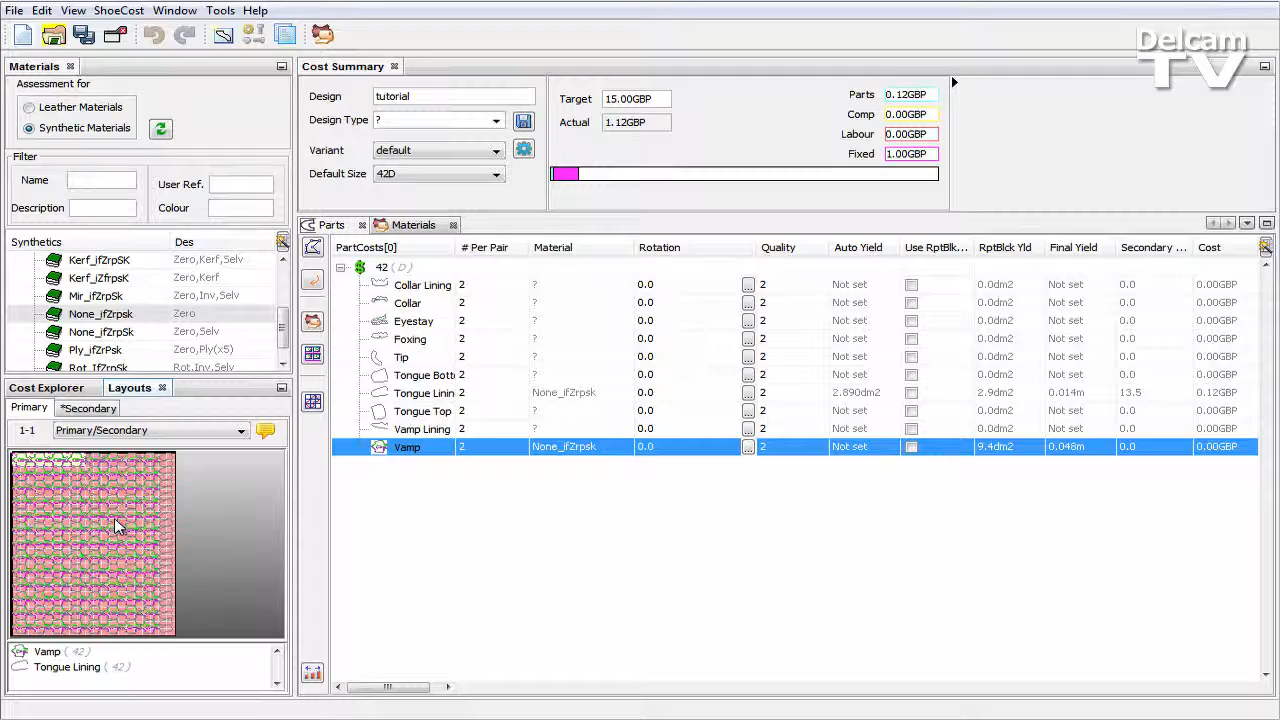 File Edit View ShoeCost Window Tools Help
Delcam
TV
Materials
Assessment for
Leather Materials
Synthetic Materials
Filter
Name
User Ref.
Description
Colour
Synthetics Des
Kerf_ifZrpSK Zero,Kerf,Selv
Kerf_iZfrpsK Zero,Kerf
Mir_ifZrpSk Zero,Inv,Selv
None_ifZrpsk Zero
None_ifZrpSk Zero,Selv
Ply_ifZrPsk Zero,Ply(X5)
Rot_IfZrpSk Rot,Inv,Selv
Cost Explorer Layouts
Primary *Secondary
1-1 Primary/Secondary
Vamp ( 42 )
Tongue Lining ( 42 )
Cost Summary
Design tutorial
Design Type ?
Variant default
Default Size 42D
Target 15.00GBP
Actual 1.12GBP
Parts 0.12GBP
Comp 0.00GBP
Labour 0.00GBP
Fixed 1.00GBP
Parts Materials
PartCosts[0] # Per Pair Material Rotation Quality Auto Yield Use RptBlk... RptBlck Yld Final Yield Secondary ... Cost
42 ( D )
Collar Lining 2 ? 0.0 ... 2 Not set 0.0dm2 Not set 0.0 0.00GBP
Collar 2 ? 0.0 ... 2 Not set 0.0dm2 Not set 0.0 0.00GBP
Eyestay 2 ? 0.0 ... 2 Not set 0.0dm2 Not set 0.0 0.00GBP
Foxing 2 ? 0.0 ... 2 Not set 0.0dm2 Not set 0.0 0.00GBP
Tip 2 ? 0.0 ... 2 Not set 0.0dm2 Not set 0.0 0.00GBP
Tongue Bott 2 ? 0.0 ... 2 Not set 0.0dm2 Not set 0.0 0.00GBP
Tongue Linin 2 None_ifZrpsk 0.0 ... 2 2.890dm2 2.9dm2 0.014m 13.5 0.12GBP
Tongue Top 2 ? 0.0 ... 2 Not set 0.0dm2 Not set 0.0 0.00GBP
Vamp Lining 2 ? 0.0 ... 2 Not set 0.0dm2 Not set 0.0 0.00GBP
Vamp 2 None_ifZrpsk 0.0 ... 2 Not set 9.4dm2 0.048m 0.0 0.00GBP